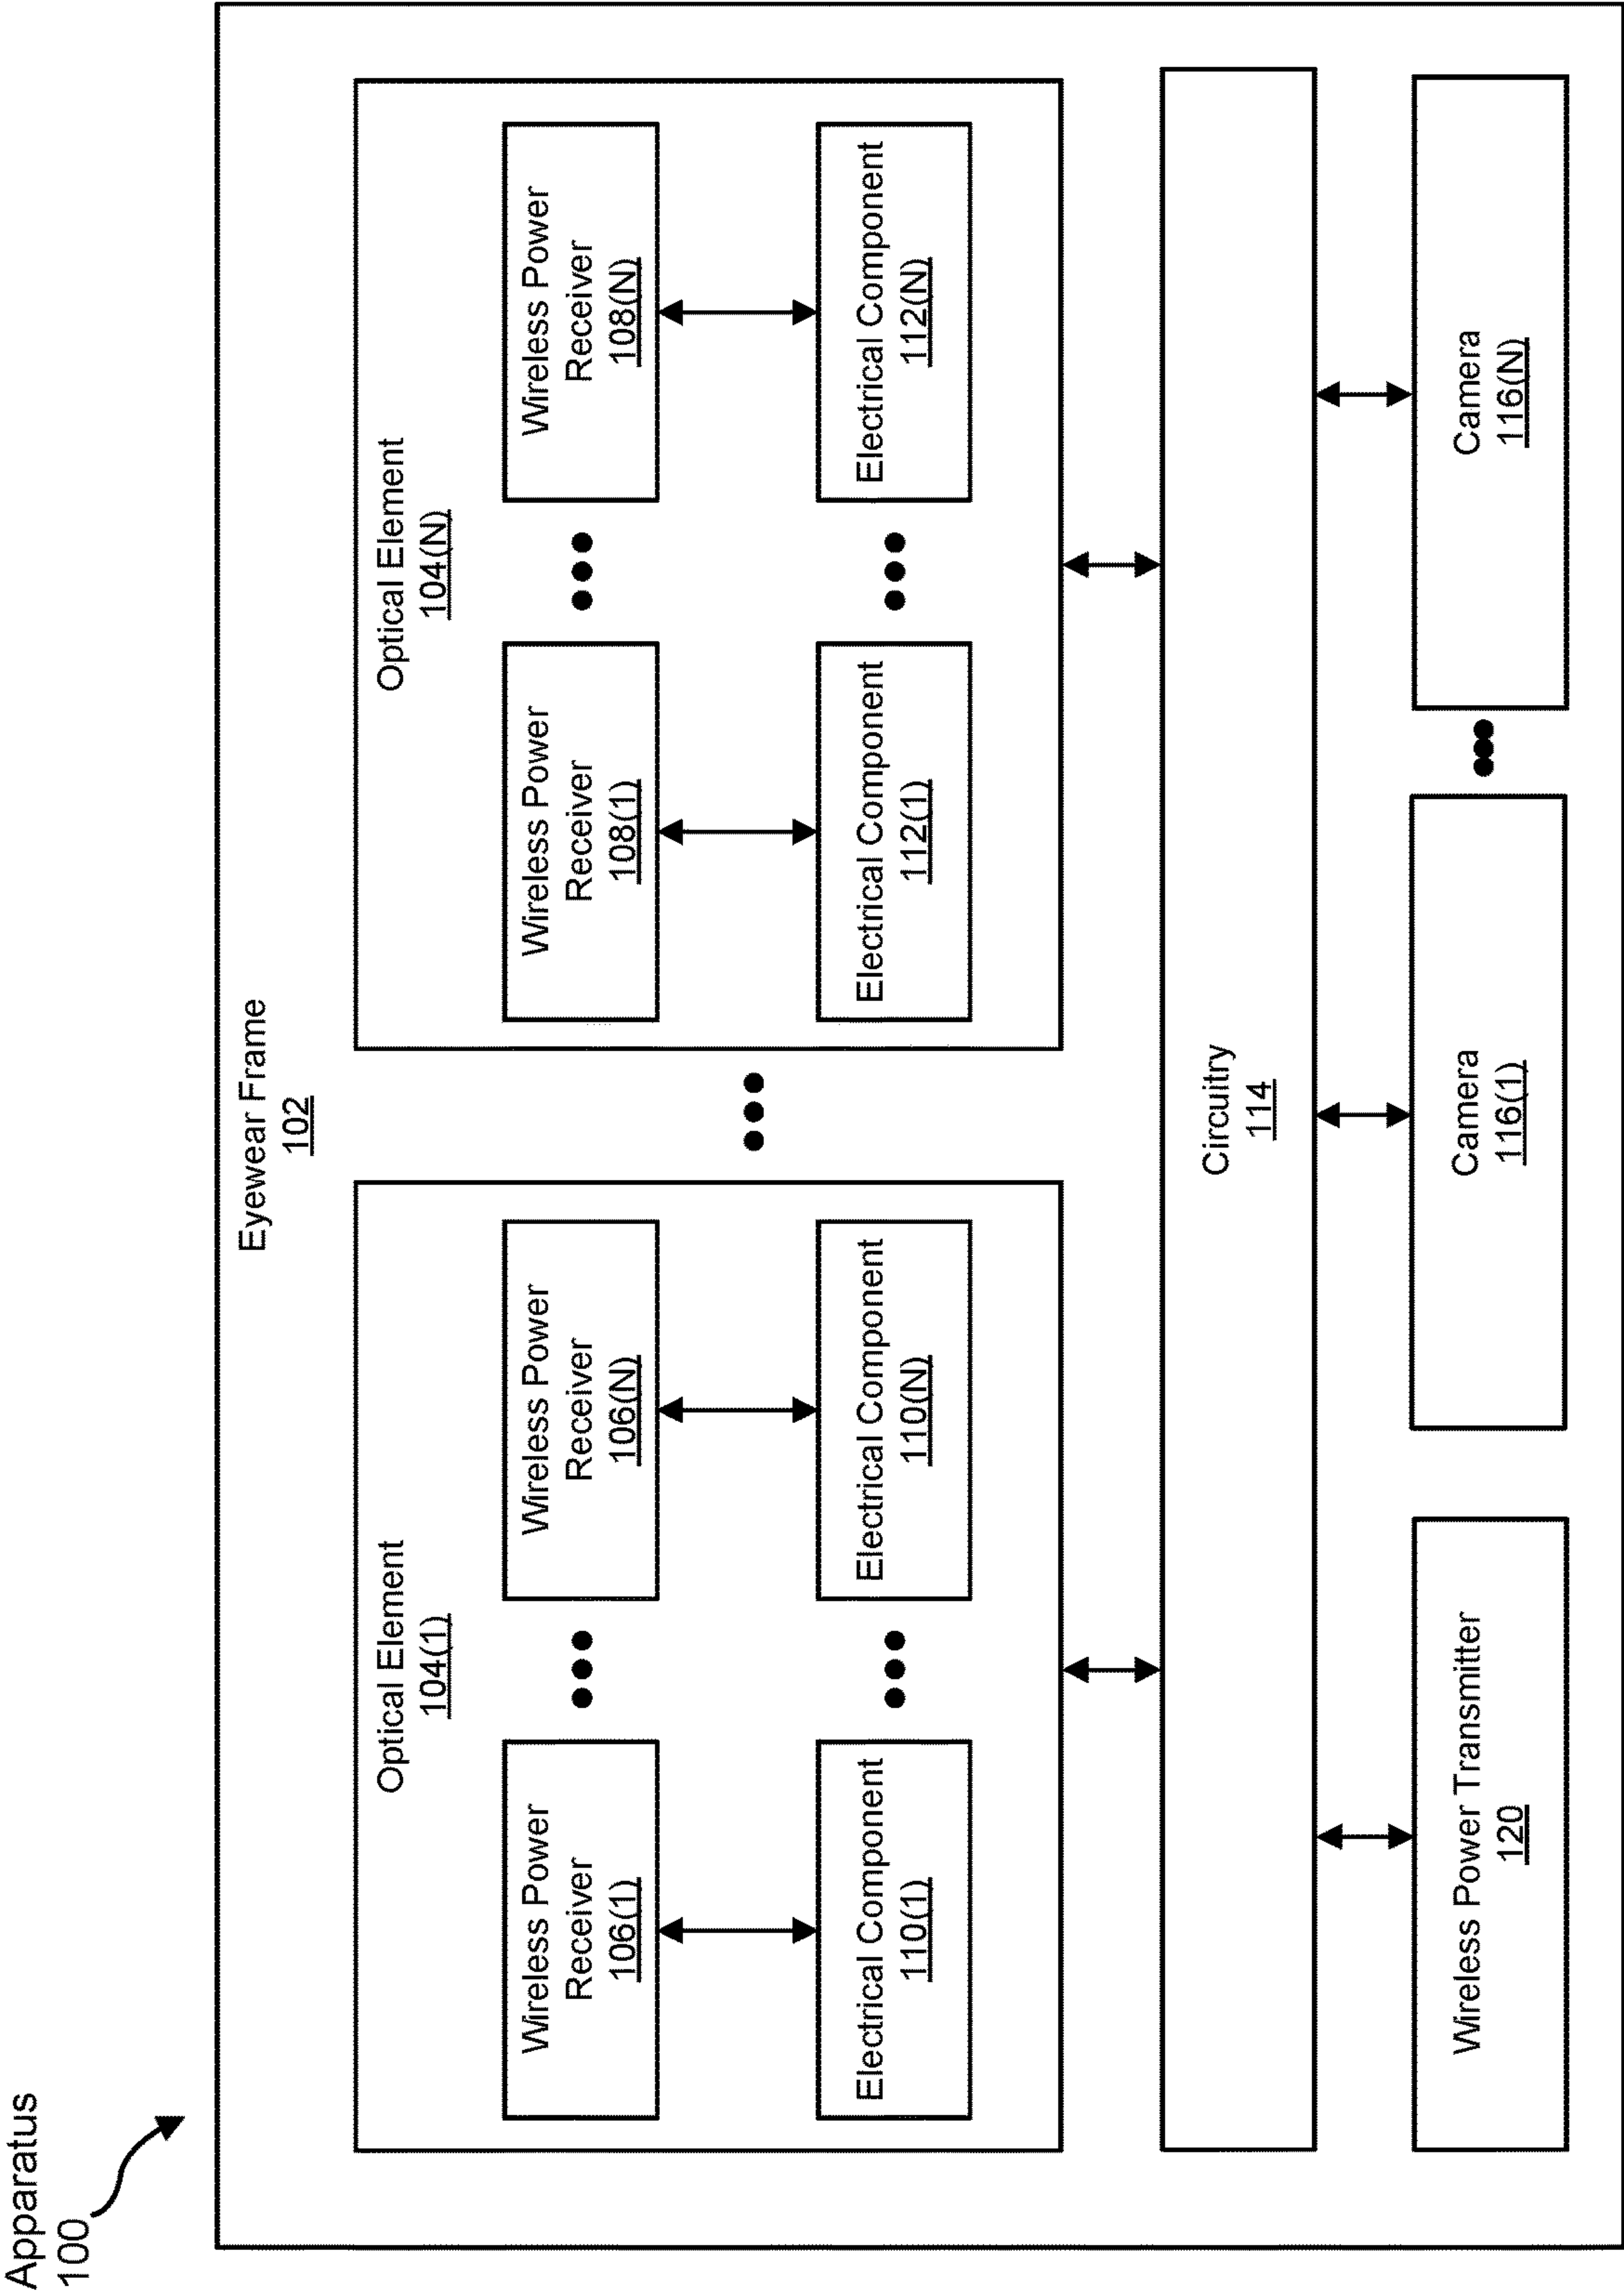 Apparatus
100
Eyewear Frame
102
Optical Element
104(1)
Wireless Power
Receiver
106(1)
Wireless Power
Receiver
106(N)
Electrical Component
110(1)
Electrical Component
110(N)
Optical Element
104(N)
Wireless Power
Receiver
108(1)
Wireless Power
Receiver
108(N)
Electrical Component
112(1)
Electrical Component
112(N)
Circuitry
114
Wireless Power Transmitter
120
Camera
116(1)
Camera
116(N)